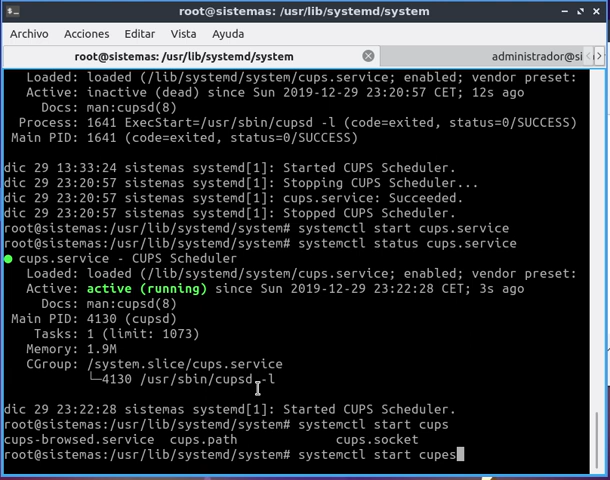 root@sistemas: /usr/lib/systemd/system
Archivo Acciones Editar Vista Ayuda
root@sistemas: /usr/lib/systemd/system administrador@si
Loaded: loaded (/lib/systemd/system/cups.service; enabled; vendor preset:
Active: inactive (dead) since Sun 2019-12-29 23:20:57 CET; 12s ago
Docs: man:cupsd(8)
Process: 1641 ExecStart=/usr/sbin/cupsd -l (code=exited, status=0/SUCCESS)
Main PID: 1641 (code=exited, status=0/SUCCESS)
dic 29 13:33:24 sistemas systemd[1]: Started CUPS Scheduler.
dic 29 23:20:57 sistemas systemd[1]: Stopping CUPS Scheduler...
dic 29 23:20:57 sistemas systemd[1]: cups.service: Succeeded.
dic 29 23:20:57 sistemas systemd[1]: Stopped CUPS Scheduler.
root@sistemas:/usr/lib/systemd/system# systemctl start cups.service
root@sistemas:/usr/lib/systemd/system# systemctl status cups.service
● cups.service - CUPS Scheduler
Loaded: loaded (/lib/systemd/system/cups.service; enabled; vendor preset:
Active: active (running) since Sun 2019-12-29 23:22:28 CET; 3s ago
Docs: man:cupsd(8)
Main PID: 4130 (cupsd)
Tasks: 1 (limit: 1073)
Memory: 1.9M
CGroup: /system.slice/cups.service
└─4130 /usr/sbin/cupsd -l
dic 29 23:22:28 sistemas systemd[1]: Started CUPS Scheduler.
root@sistemas:/usr/lib/systemd/system# systemctl start cups
cups-browsed.service cups.path cups.socket
root@sistemas:/usr/lib/systemd/system# systemctl start cupes